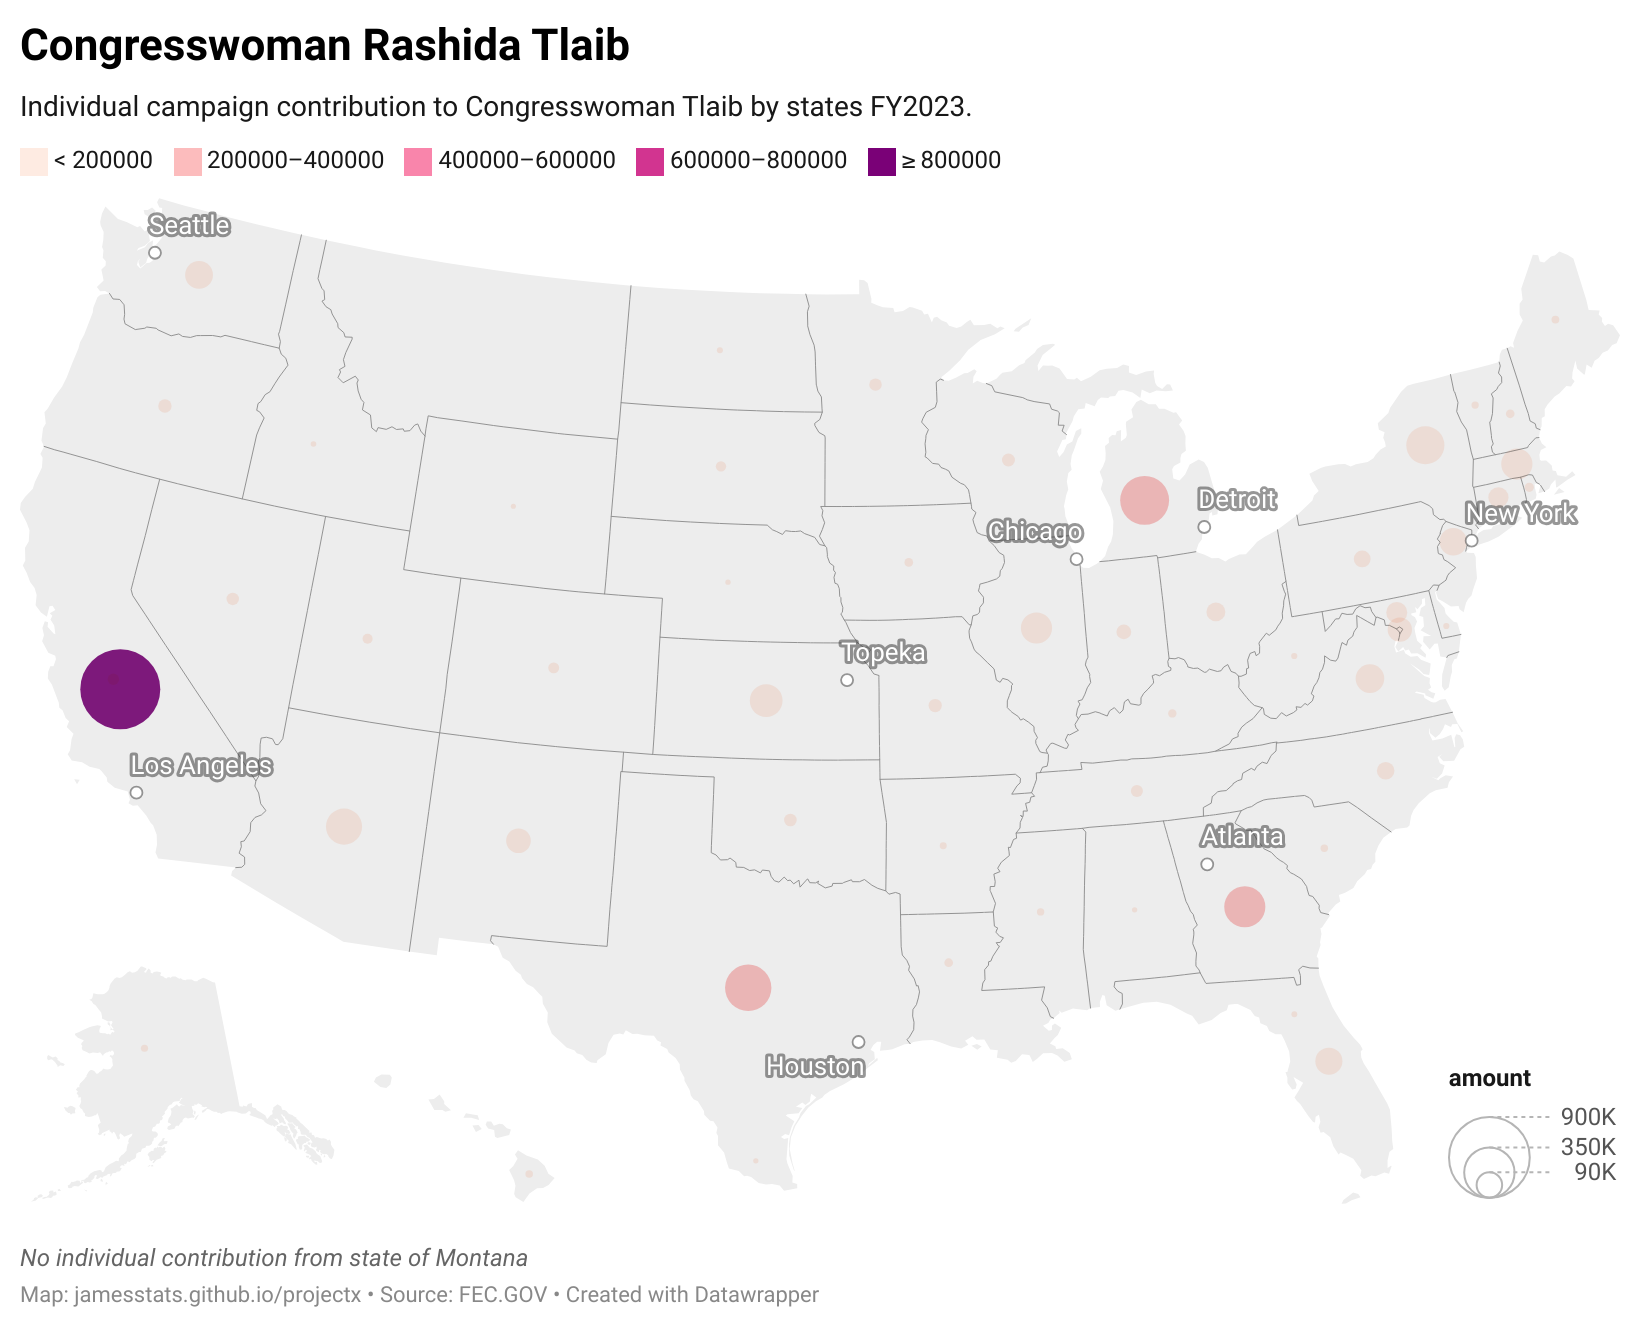 Congresswoman Rashida Tlaib
Individual campaign contribution to Congresswoman Tlaib by states FY2023.
< 200000 200000–400000 400000–600000 600000–800000 ≥ 800000
Seattle
Detroit
New York
Chicago
Topeka
Los Angeles
Atlanta
Houston
amount
900K
350K
90K
No individual contribution from state of Montana
Map: jamesstats.github.io/projectx • Source: FEC.GOV • Created with Datawrapper